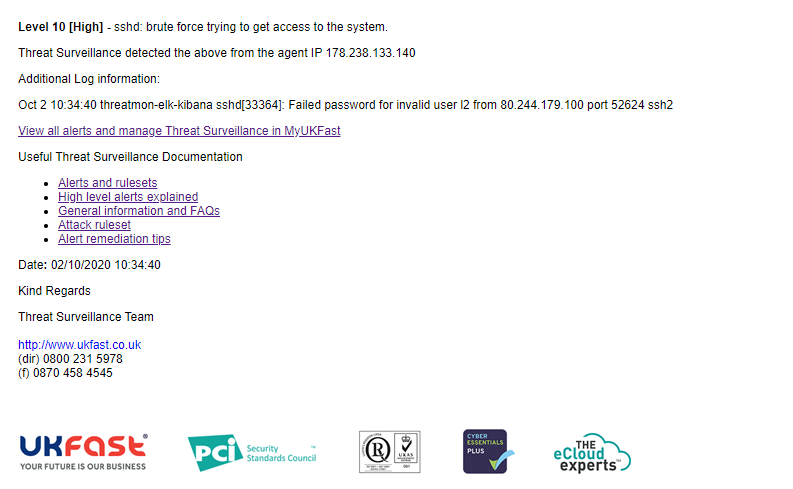 Level 10 [High] - sshd: brute force trying to get access to the system.
Threat Surveillance detected the above from the agent IP 178.238.133.140
Additional Log information:
Oct 2 10:34:40 threatmon-elk-kibana sshd[33364]: Failed password for invalid user l2 from 80.244.179.100 port 52624 ssh2
View all alerts and manage Threat Surveillance in MyUKFast
Useful Threat Surveillance Documentation
Alerts and rulesets
High level alerts explained
General information and FAQs
Attack ruleset
Alert remediation tips
Date: 02/10/2020 10:34:40
Kind Regards
Threat Surveillance Team
http://www.ukfast.co.uk
(dir) 0800 231 5978
(f) 0870 458 4545
UKFAST®
YOUR FUTURE IS OUR BUSINESS
PCi
Security
Standards Council
™
R
UKAS
001
CYBER
ESSENTIALS
PLUS
THE
eCloud
experts™